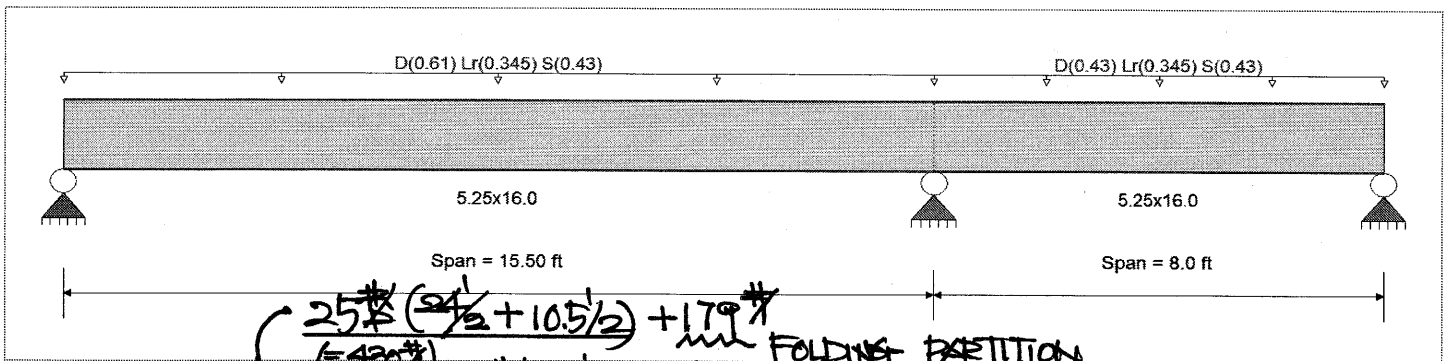 D(0.61) Lr(0.345) S(0.43)
D(0.43) Lr(0.345) S(0.43)
5.25x16.0
5.25x16.0
Span = 15.50 ft
Span = 8.0 ft
25 (24'/2 + 10.5'/2) + 179#/'
FOLDING PARTITION